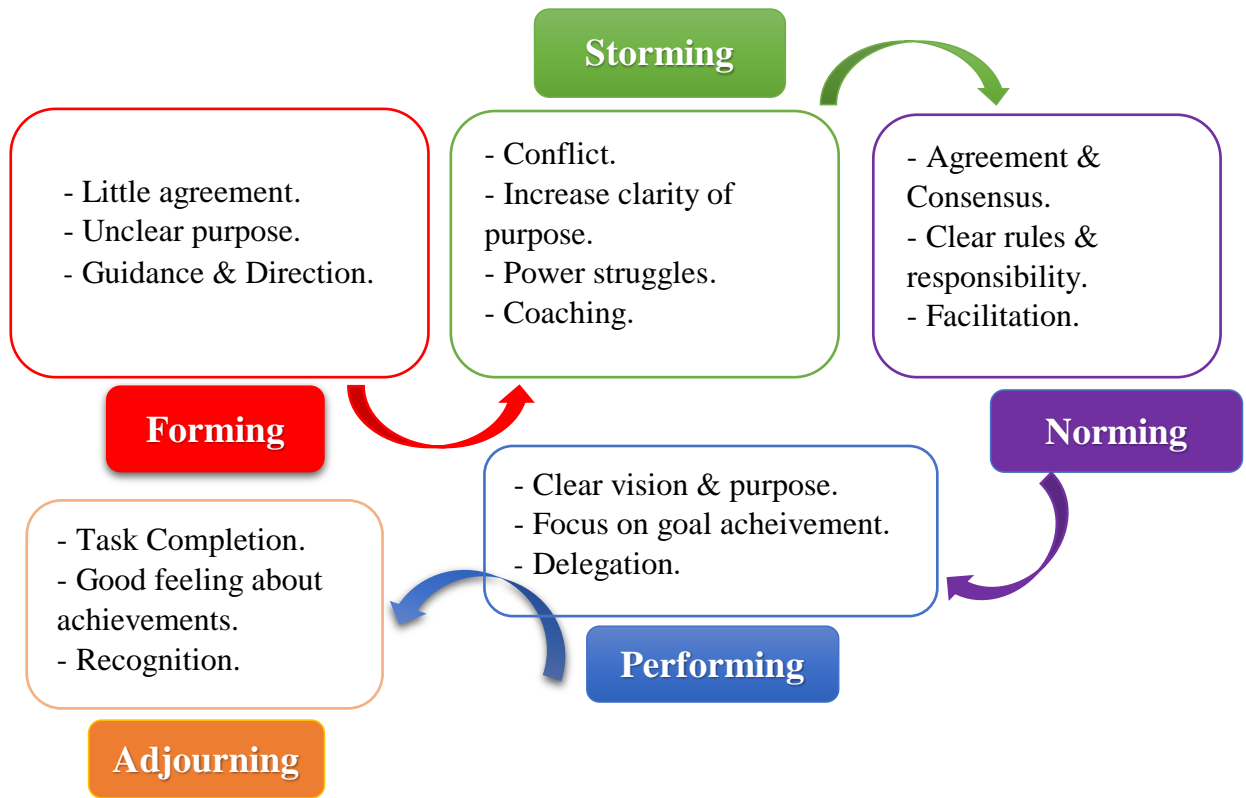 Forming
- Little agreement.
- Unclear purpose.
- Guidance & Direction.
Storming
- Conflict.
- Increase clarity of
purpose.
- Power struggles.
- Coaching.
Norming
- Agreement &
Consensus.
- Clear rules &
responsibility.
- Facilitation.
Performing
- Clear vision & purpose.
- Focus on goal acheivement.
- Delegation.
Adjourning
- Task Completion.
- Good feeling about
achievements.
- Recognition.